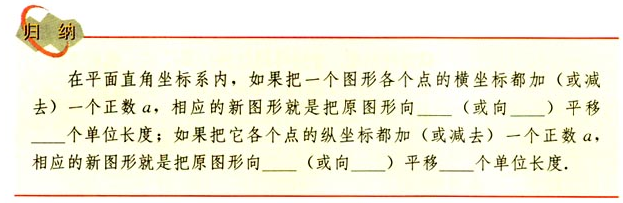 归 纳
在平面直角坐标系内，如果把一个图形各个点的横坐标都加（或减
去）一个正数 a，相应的新图形就是把原图形向____（或向____）平移
____个单位长度；如果把它各个点的纵坐标都加（或减去）一个正数 a，
相应的新图形就是把原图形向____（或向____）平移____个单位长度．